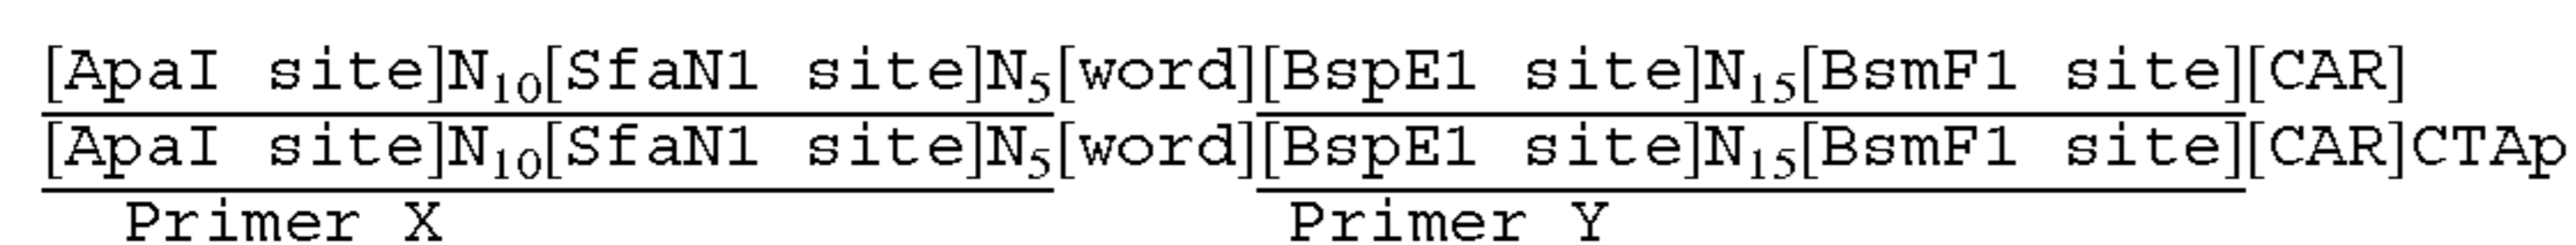 [ApaI site]N₁₀[SfaN1 site]N₅[word][BspE1 site]N₁₅[BsmF1 site][CAR]
[ApaI site]N₁₀[SfaN1 site]N₅[word][BspE1 site]N₁₅[BsmF1 site][CAR]CTAp
Primer X Primer Y